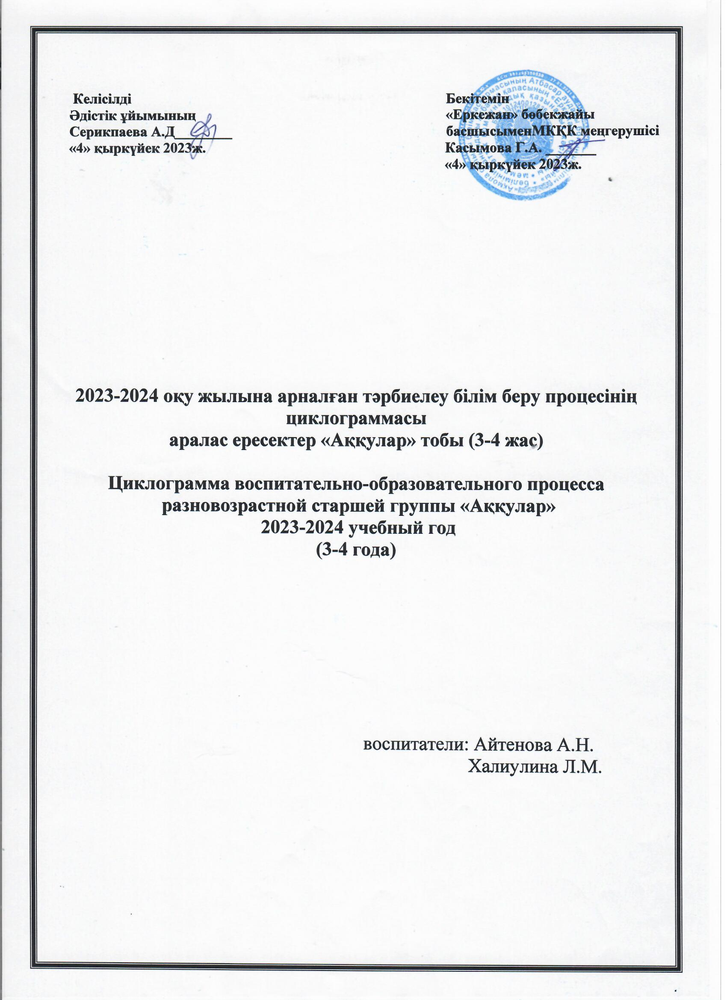 Келісілді
Әдістік ұйымының
Серикпаева А.Д________
«4» қыркүйек 2023ж.
Бекітемін
«Еркежан» бөбекжайы
басшысыменМКҚК меңгерушісі
Касымова Г.А. _______
«4» қыркүйек 2023ж.
2023-2024 оқу жылына арналған тәрбиелеу білім беру процесінің
циклограммасы
аралас ересектер «Аққулар» тобы (3-4 жас)
Циклограмма воспитательно-образовательного процесса
разновозрастной старшей группы «Аққулар»
2023-2024 учебный год
(3-4 года)
воспитатели: Айтенова А.Н.
Халиулина Л.М.